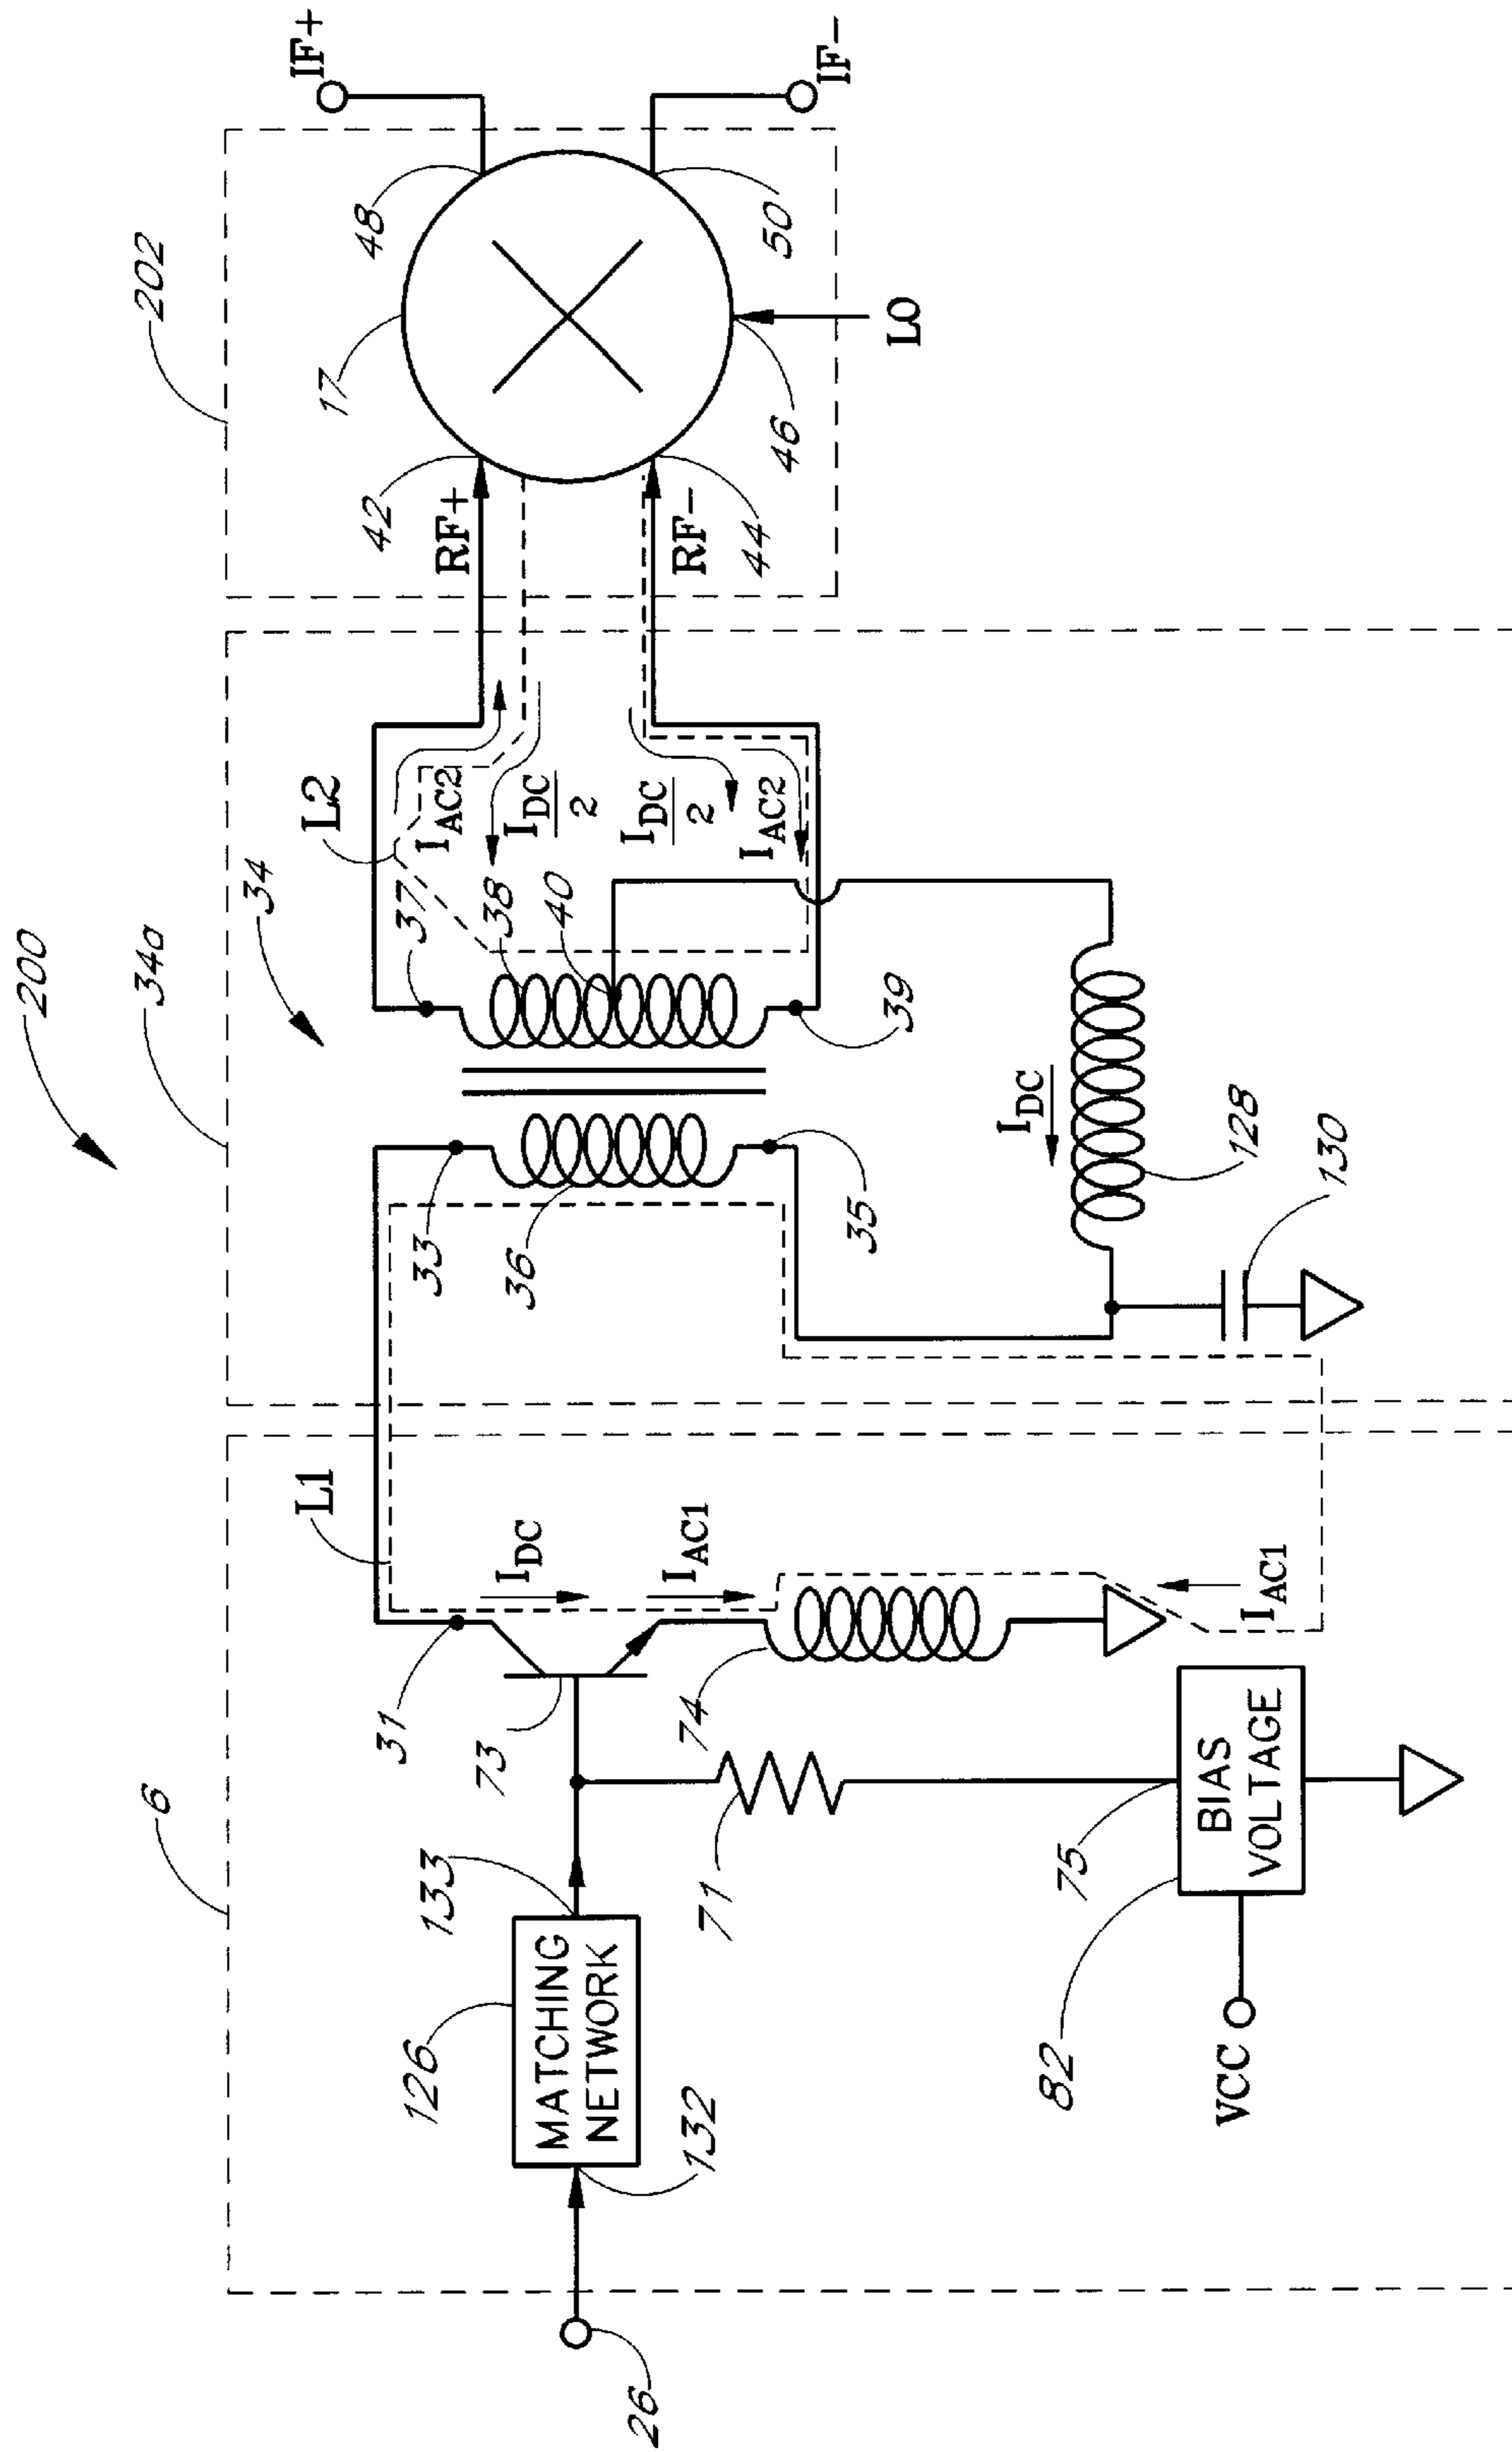 200
6
34a
34
202
L1
L2
26
132
126
MATCHING
NETWORK
133
31
73
71
74
75
82
VCC
BIAS
VOLTAGE
I_DC
I_AC1
I_AC1
33
36
35
37
38
40
39
I_DC
128
130
I_AC2
I_DC/2
I_DC/2
I_AC2
RF+
RF-
42
44
17
46
LO
48
50
IF+
IF-